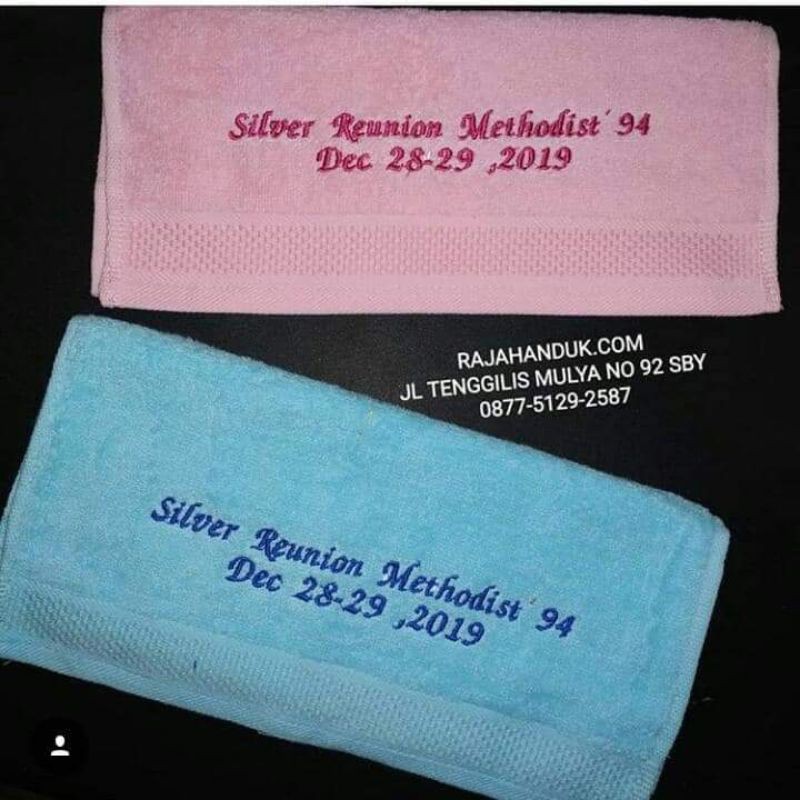 Silver Reunion Methodist´94
Dec 28-29 ,2019
RAJAHANDUK.COM
JL TENGGILIS MULYA NO 92 SBY
0877-5129-2587
Silver Reunion Methodist´94
Dec 28-29 ,2019